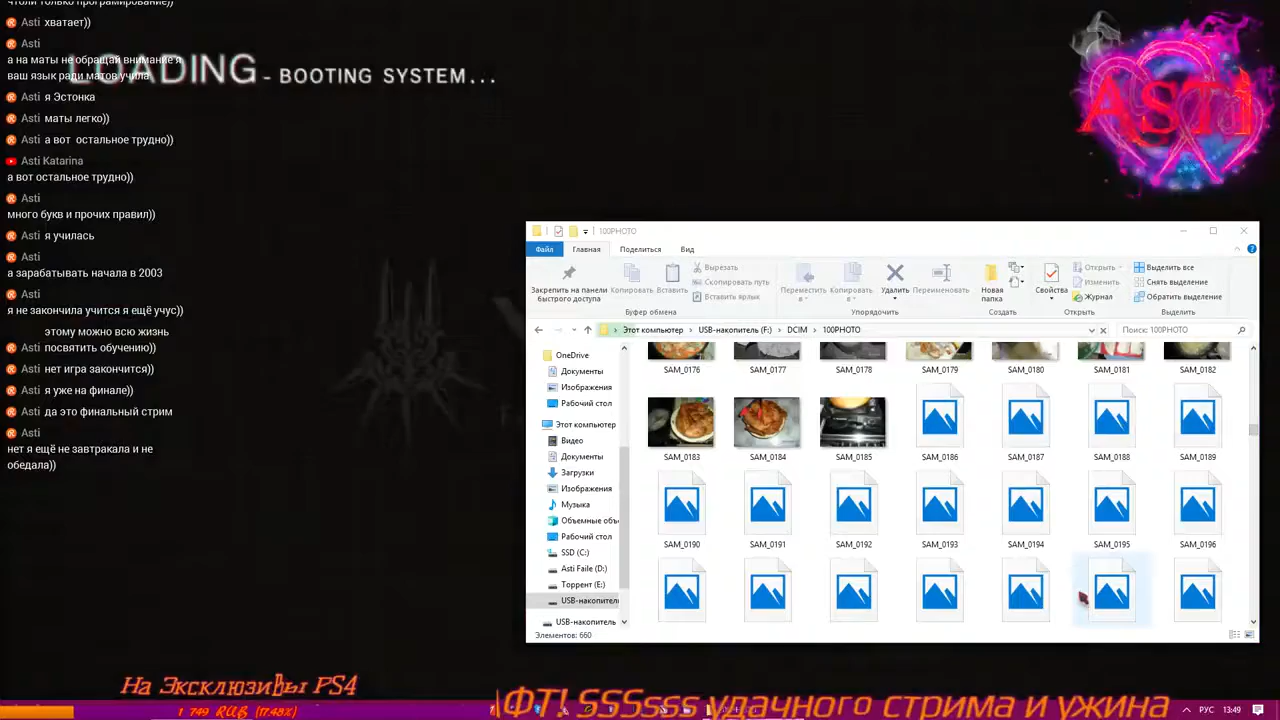 чтоли только програмирование))
Asti хватает))
Asti
а на маты не обращай внимание я
ваш язык ради матов учила
Asti я Эстонка
Asti маты легко))
Asti а вот остальное трудно))
Asti Katarina
а вот остальное трудно))
Asti
много букв и прочих правил))
Asti я училась
Asti
а зарабатывать начала в 2003
Asti
я не закончила учится я ещё учус))
этому можно всю жизнь
Asti посвятить обучению))
Asti нет игра закончится))
Asti я уже на финале))
Asti да это финальный стрим
Asti
нет я ещё не завтракала и не
обедала))
LOADING - BOOTING SYSTEM...
ASTi
100PHOTO
Файл Главная Поделиться Вид
Закрепить на панели
быстрого доступа
Копировать
Вставить
Вырезать
Скопировать путь
Вставить ярлык
Буфер обмена
Переместить
в
Копировать
в
Удалить
Переименовать
Упорядочить
Новая
папка
Создать
Свойства
Открыть
Изменить
Журнал
Открыть
Выделить все
Снять выделение
Обратить выделение
Выделить
Этот компьютер USB-накопитель (F:) DCIM 100PHOTO
Поиск: 100PHOTO
OneDrive
Документы
Изображения
Рабочий стол
Этот компьютер
Видео
Документы
Загрузки
Изображения
Музыка
Объемные объ
Рабочий стол
SSD (C:)
Asti Faile (D:)
Торрент (E:)
USB-накопитель
USB-накопитель
SAM_0176 SAM_0177 SAM_0178 SAM_0179 SAM_0180 SAM_0181 SAM_0182
SAM_0183 SAM_0184 SAM_0185 SAM_0186 SAM_0187 SAM_0188 SAM_0189
SAM_0190 SAM_0191 SAM_0192 SAM_0193 SAM_0194 SAM_0195 SAM_0196
Элементов: 660
На Эксклюзивы PS4
1 749 RUB (17.48%)
ФТ! SSSsss удачного стрима и ужина
РУС 13:49